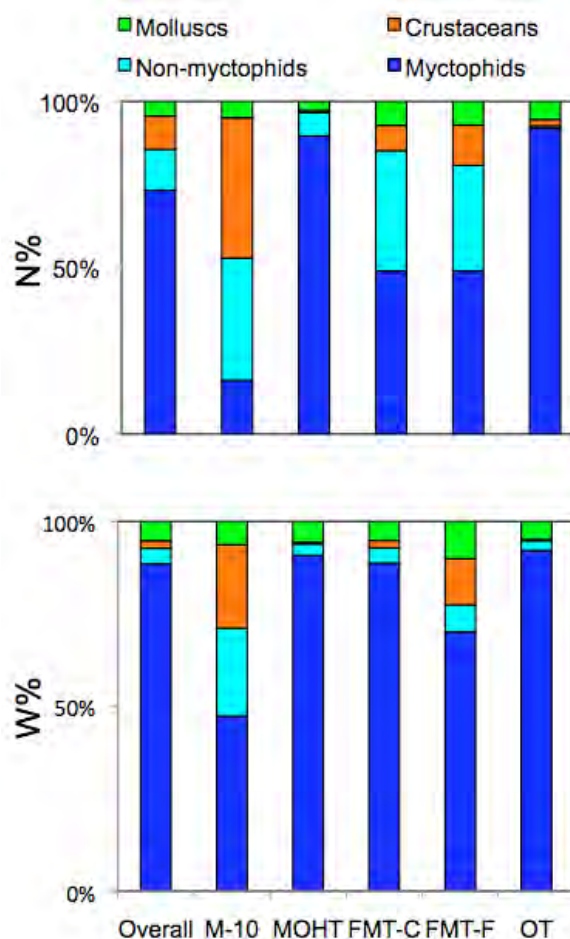 Molluscs Crustaceans
Non-myctophids Myctophids
100%
N%
50%
0%
100%
W%
50%
0%
Overall M-10 MOHT FMT-C FMT-F OT